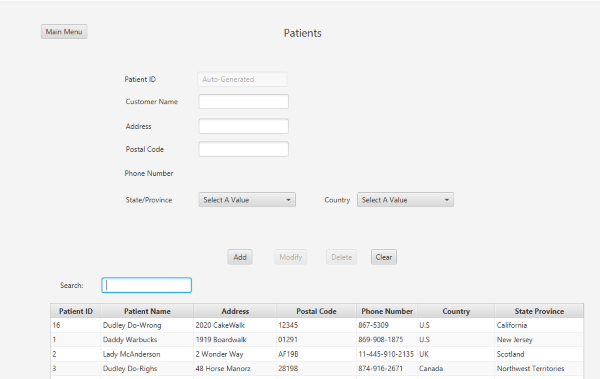 Main Menu
Patients
Patient ID Auto-Generated
Customer Name
Address
Postal Code
Phone Number
State/Province Select A Value Country Select A Value
Add Modify Delete Clear
Search:
Patient ID Patient Name Address Postal Code Phone Number Country State Province
16 Dudley Do-Wrong 2020 CakeWalk 12345 867-5309 U.S California
1 Daddy Warbucks 1919 Boardwalk 01291 869-908-1875 U.S New Jersey
2 Lady McAnderson 2 Wonder Way AF19B 11-445-910-2135 UK Scotland
3 Dudley Do-Righs 48 Horse Manorz 28198 874-916-2671 Canada Northwest Territories